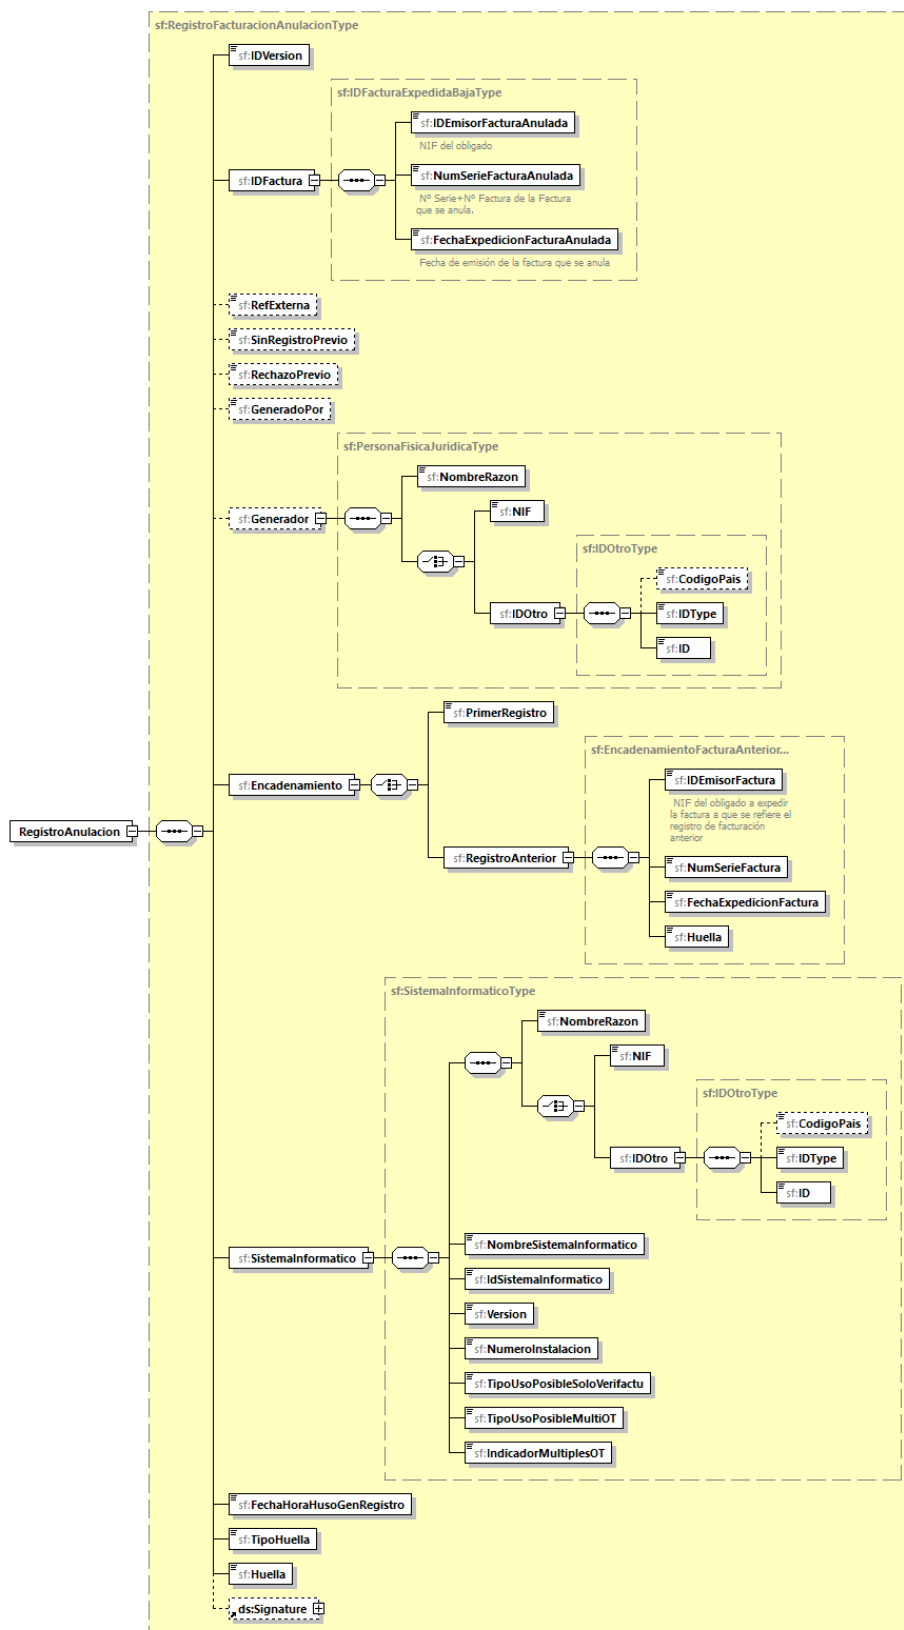 sf:RegistroFacturacionAnulacionType
sf:IDVersion
sf:IDFacturaExpedidaBajaType
sf:IDEmisorFacturaAnulada
NIF del obligado
sf:IDFactura
sf:NumSerieFacturaAnulada
Nº Serie+Nº Factura de la Factura
que se anula.
sf:FechaExpedicionFacturaAnulada
Fecha de emisión de la factura que se anula
sf:RefExterna
sf:SinRegistroPrevio
sf:RechazoPrevio
sf:GeneradoPor
sf:PersonaFisicaJuridicaType
sf:NombreRazon
sf:Generador
sf:NIF
sf:IDOtroType
sf:CodigoPais
sf:IDOtro
sf:IDType
sf:ID
sf:PrimerRegistro
sf:EncadenamientoFacturaAnterior...
sf:Encadenamiento
sf:IDEmisorFactura
NIF del obligado a expedir
la factura a que se refiere el
registro de facturación
anterior
RegistroAnulacion
sf:RegistroAnterior
sf:NumSerieFactura
sf:FechaExpedicionFactura
sf:Huella
sf:SistemaInformaticoType
sf:NombreRazon
sf:NIF
sf:IDOtroType
sf:CodigoPais
sf:IDOtro
sf:IDType
sf:ID
sf:SistemaInformatico
sf:NombreSistemaInformatico
sf:IdSistemaInformatico
sf:Version
sf:NumeroInstalacion
sf:TipoUsoPosibleSoloVerifactu
sf:TipoUsoPosibleMultiOT
sf:IndicadorMultiplesOT
sf:FechaHoraHusoGenRegistro
sf:TipoHuella
sf:Huella
ds:Signature